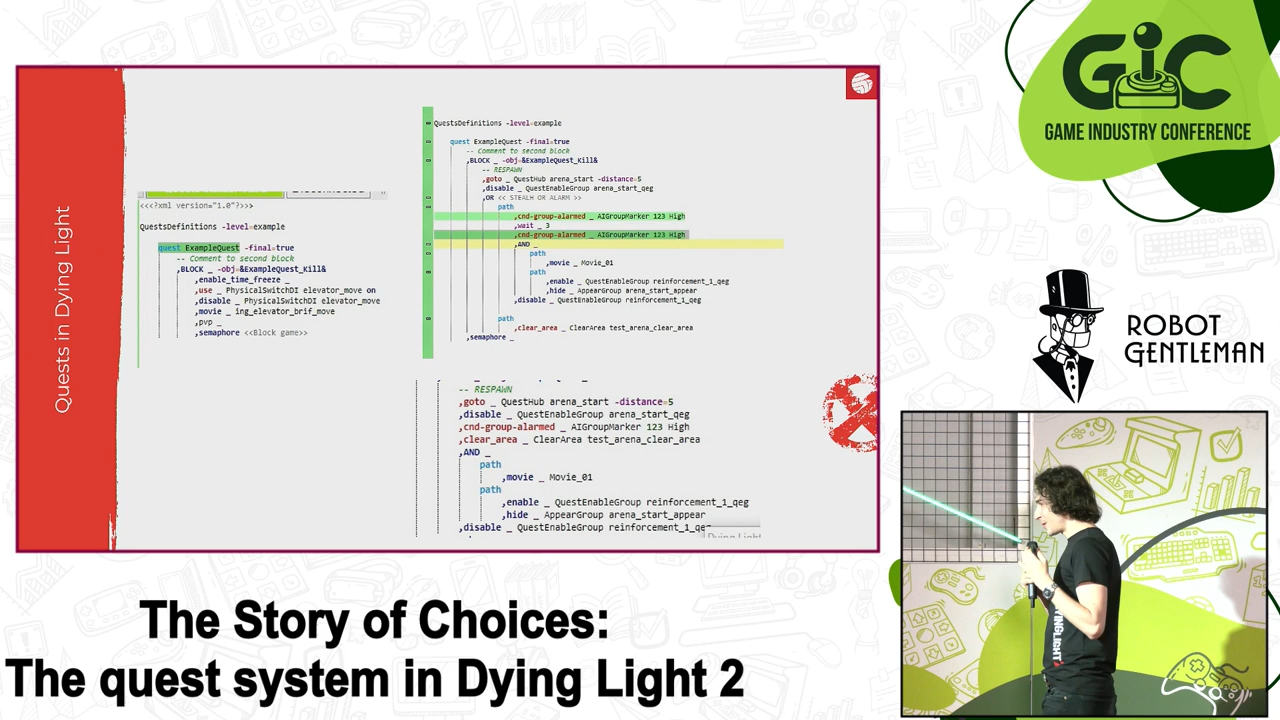 Quests in Dying Light
<<<?xml version="1.0"?>>>
QuestsDefinitions -level=example
quest ExampleQuest -final=true
-- Comment to second block
,BLOCK _ -obj=&ExampleQuest_Kill&
,enable_time_freeze _
,use _ PhysicalSwitchDI elevator_move on
,disable _ PhysicalSwitchDI elevator_move
,movie _ ing_elevator_brif_move
,pvp _
,semaphore <<Block game>>
QuestsDefinitions -level=example
quest ExampleQuest -final=true
-- Comment to second block
,BLOCK _ -obj=&ExampleQuest_Kill&
-- RESPAWN
,goto _ QuestHub arena_start -distance=5
,disable _ QuestEnableGroup arena_start_qeg
,OR << STEALH or ALARM >>
path
,cnd-group-alarmed _ AIGroupMarker 123 High
,wait _ 3
,cnd-group-alarmed _ AIGroupMarker 123 High
,AND _
path
,movie _ Movie_01
path
,enable _ QuestEnableGroup reinforcement_1_qeg
,hide _ AppearGroup arena_start_appear
,disable _ QuestEnableGroup reinforcement_1_qeg
path
,clear_area _ ClearArea test_arena_clear_area
,semaphore _
-- RESPAWN
,goto _ QuestHub arena_start -distance=5
,disable _ QuestEnableGroup arena_start_qeg
,cnd-group-alarmed _ AIGroupMarker 123 High
,clear_area _ ClearArea test_arena_clear_area
,AND _
path
,movie _ Movie_01
path
,enable _ QuestEnableGroup reinforcement_1_qeg
,hide _ AppearGroup arena_start_appear
,disable _ QuestEnableGroup reinforcement_1_qeg
Dying Light
GIC
GAME INDUSTRY CONFERENCE
ROBOT
GENTLEMAN
The Story of Choices:
The quest system in Dying Light 2